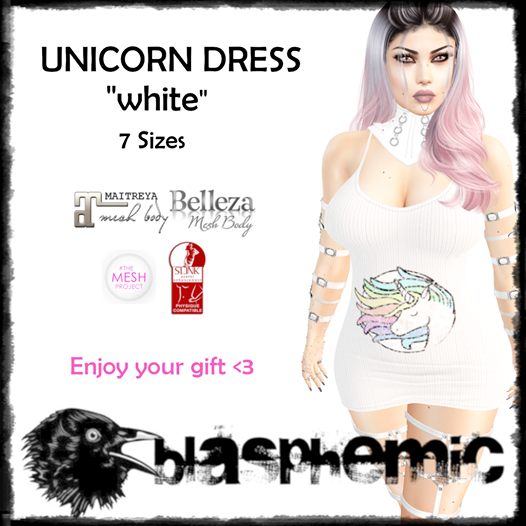 UNICORN DRESS
"white"
7 Sizes
MAITREYA
mesh body
Belleza
Mesh Body
#THE
MESH
PROJECT
SLINK
PHYSIQUE
COMPATIBLE
Enjoy your gift <3
blasphemic